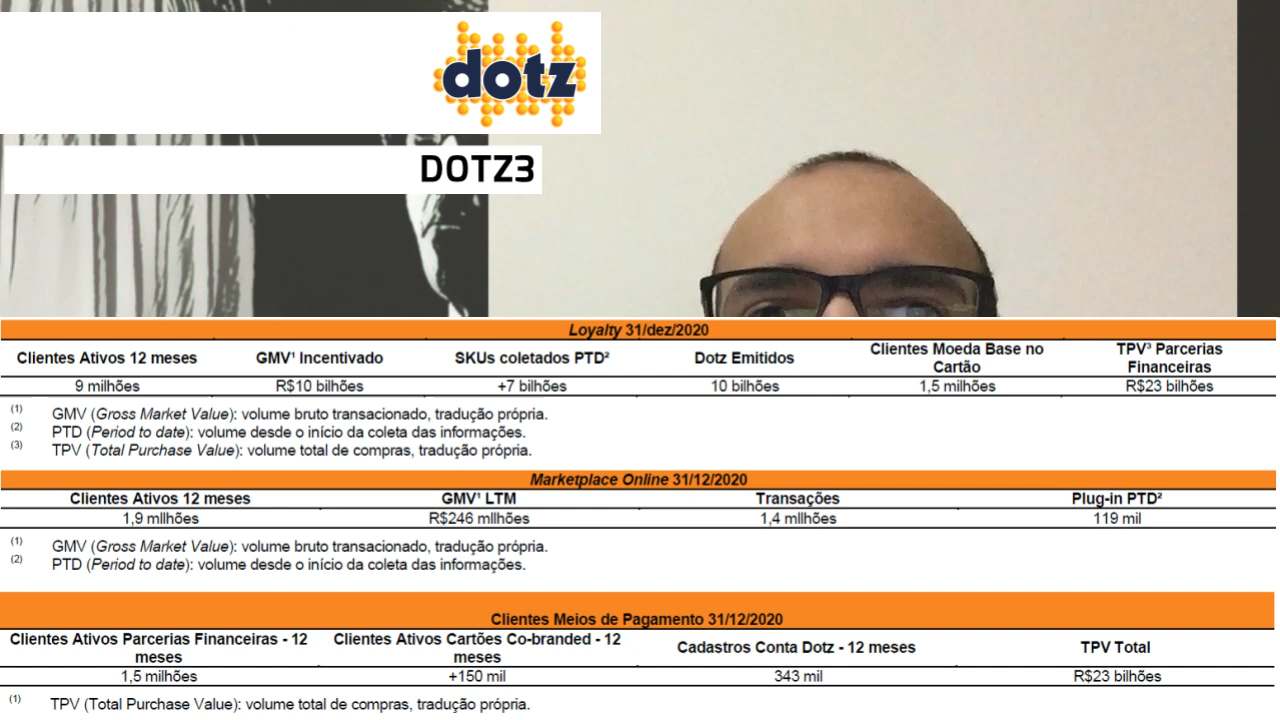 dotz
DOTZ3
Loyalty 31/dez/2020
Clientes Ativos 12 meses GMV¹ Incentivado SKUs coletados PTD² Dotz Emitidos Clientes Moeda Base no Cartão TPV³ Parcerias Financeiras
9 milhões R$10 bilhões +7 bilhões 10 bilhões 1,5 milhões R$23 bilhões
(1) GMV (Gross Market Value): volume bruto transacionado, tradução própria.
(2) PTD (Period to date): volume desde o início da coleta das informações.
(3) TPV (Total Purchase Value): volume total de compras, tradução própria.
Marketplace Online 31/12/2020
Clientes Ativos 12 meses GMV¹ LTM Transações Plug-in PTD²
1,9 milhões R$246 milhões 1,4 milhões 119 mil
(1) GMV (Gross Market Value): volume bruto transacionado, tradução própria.
(2) PTD (Period to date): volume desde o início da coleta das informações.
Clientes Meios de Pagamento 31/12/2020
Clientes Ativos Parcerias Financeiras - 12 meses Clientes Ativos Cartões Co-branded - 12 meses Cadastros Conta Dotz - 12 meses TPV Total
1,5 milhões +150 mil 343 mil R$23 bilhões
(1) TPV (Total Purchase Value): volume total de compras, tradução própria.